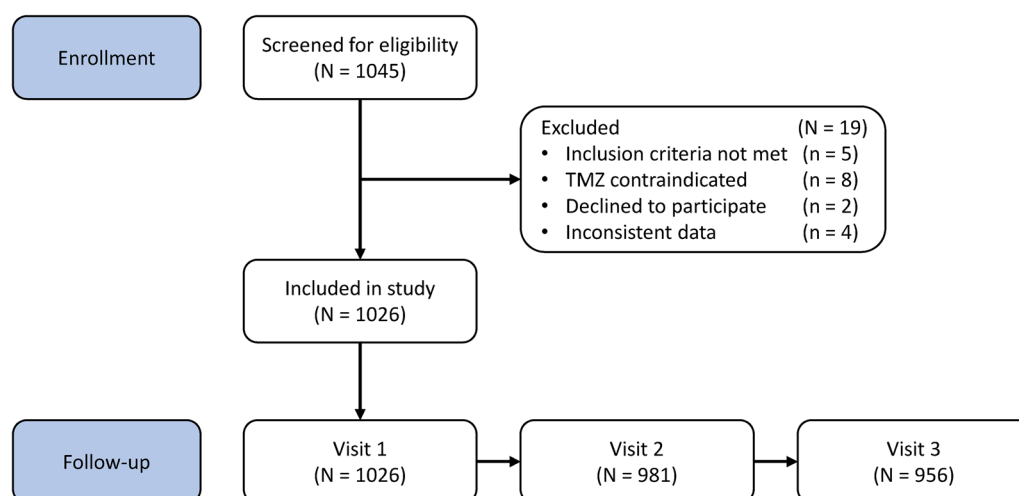 Enrollment
Screened for eligibility
(N = 1045)
Excluded (N = 19)
• Inclusion criteria not met (n = 5)
• TMZ contraindicated (n = 8)
• Declined to participate (n = 2)
• Inconsistent data (n = 4)
Included in study
(N = 1026)
Follow-up
Visit 1
(N = 1026)
Visit 2
(N = 981)
Visit 3
(N = 956)